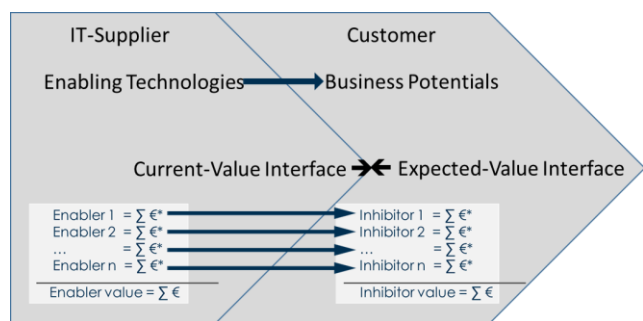 IT-Supplier Customer
Enabling Technologies Business Potentials
Current-Value Interface Expected-Value Interface
Enabler 1 = ∑ €* Inhibitor 1 = ∑ €*
Enabler 2 = ∑ €* Inhibitor 2 = ∑ €*
... = ∑ €* ... = ∑ €*
Enabler n = ∑ €* Inhibitor n = ∑ €*
Enabler value = ∑ € Inhibitor value = ∑ €